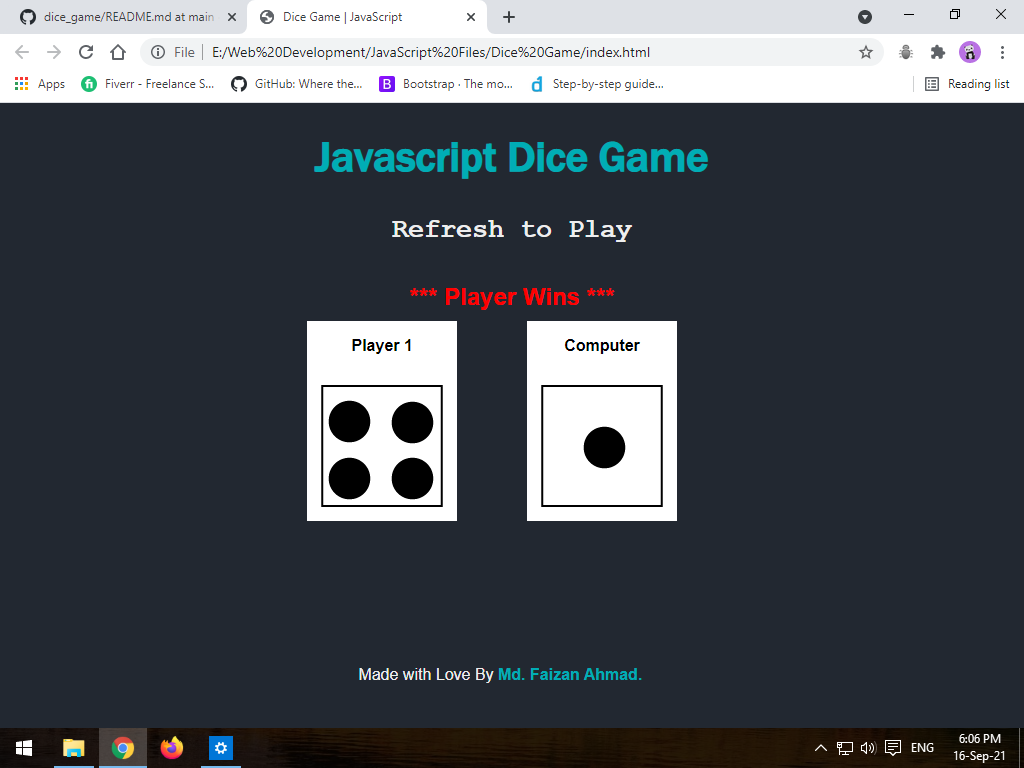 dice_game/README.md at main
Dice Game | JavaScript
File
E:/Web%20Development/JavaScript%20Files/Dice%20Game/index.html
Apps
Fiverr - Freelance S...
GitHub: Where the...
B
Bootstrap · The mo...
d
Step-by-step guide...
Reading list
Javascript Dice Game
Refresh to Play
*** Player Wins ***
Player 1
Computer
Made with Love By Md. Faizan Ahmad.
ENG
6:06 PM
16-Sep-21